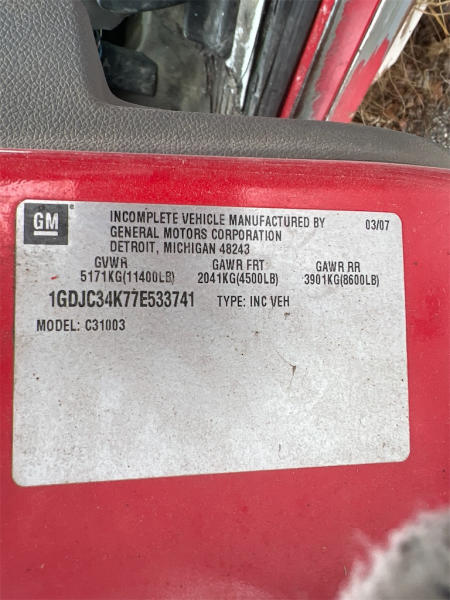 GM
INCOMPLETE VEHICLE MANUFACTURED BY 03/07
GENERAL MOTORS CORPORATION
DETROIT, MICHIGAN 48243
GVWR GAWR FRT GAWR RR
5171KG(11400LB) 2041KG(4500LB) 3901KG(8600LB)
1GDJC34K77E533741 TYPE: INC VEH
MODEL: C31003